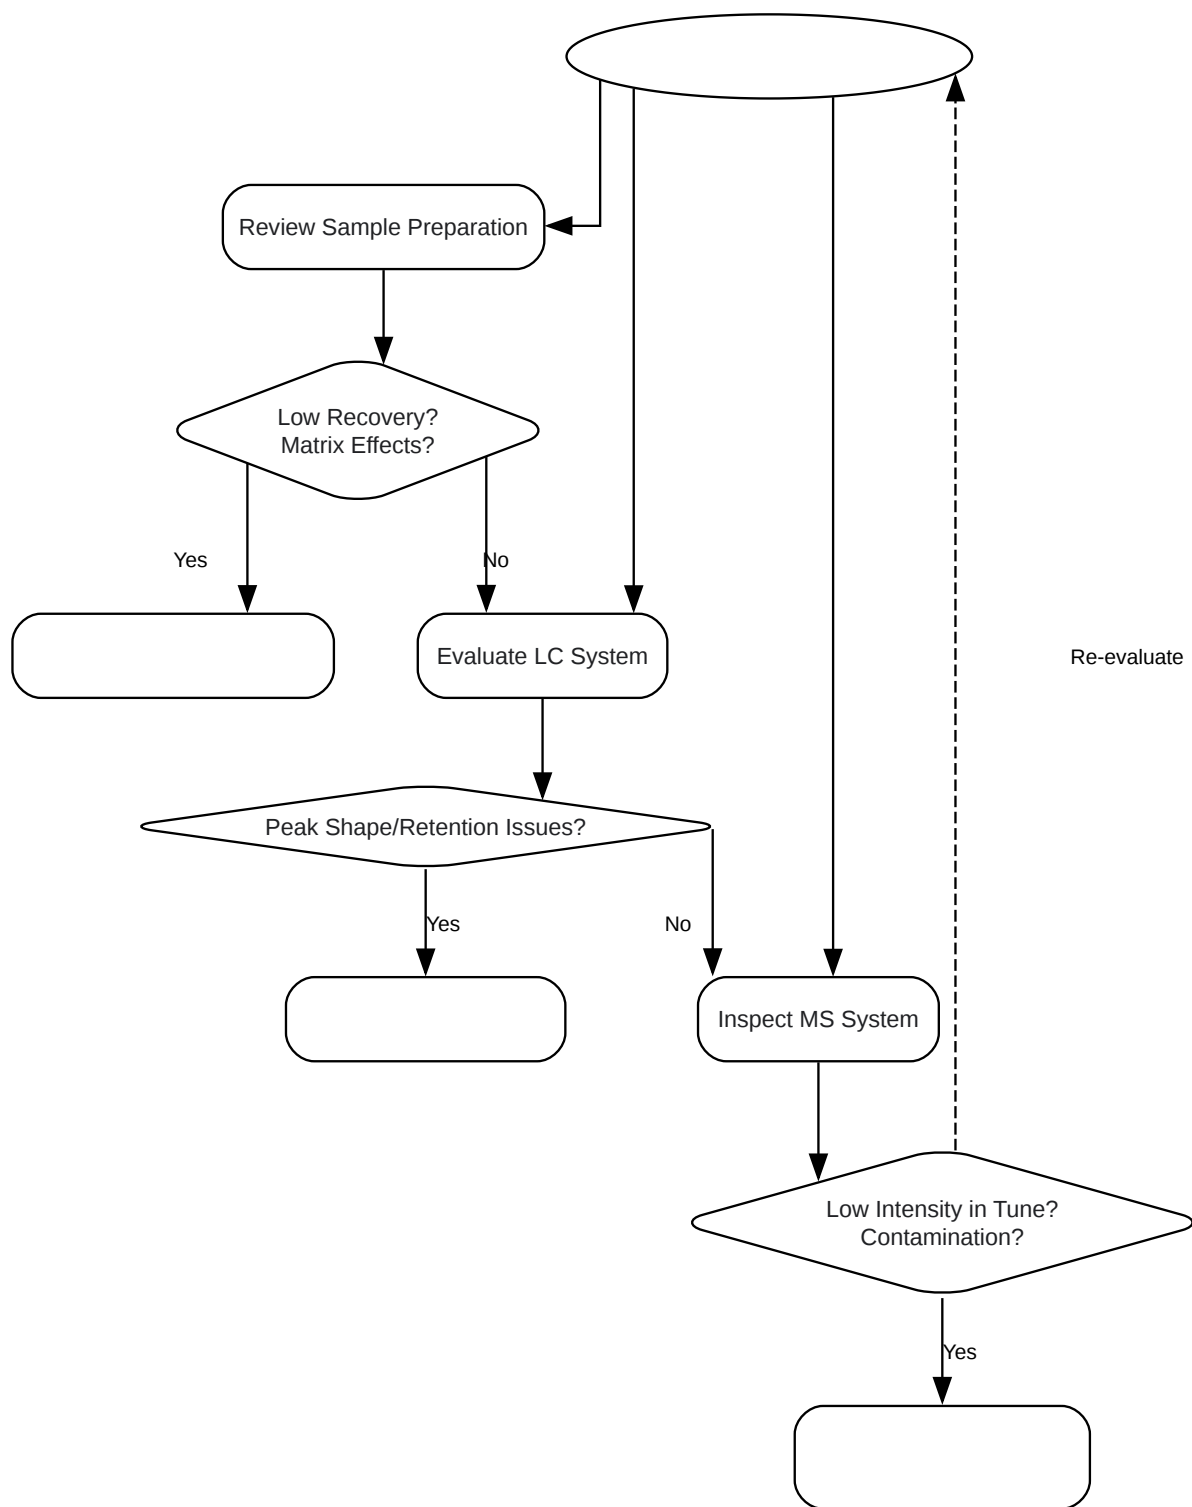 Review Sample Preparation
Low Recovery?
Matrix Effects?
Yes
No
Evaluate LC System
Re-evaluate
Peak Shape/Retention Issues?
Yes
No
Inspect MS System
Low Intensity in Tune?
Contamination?
Yes